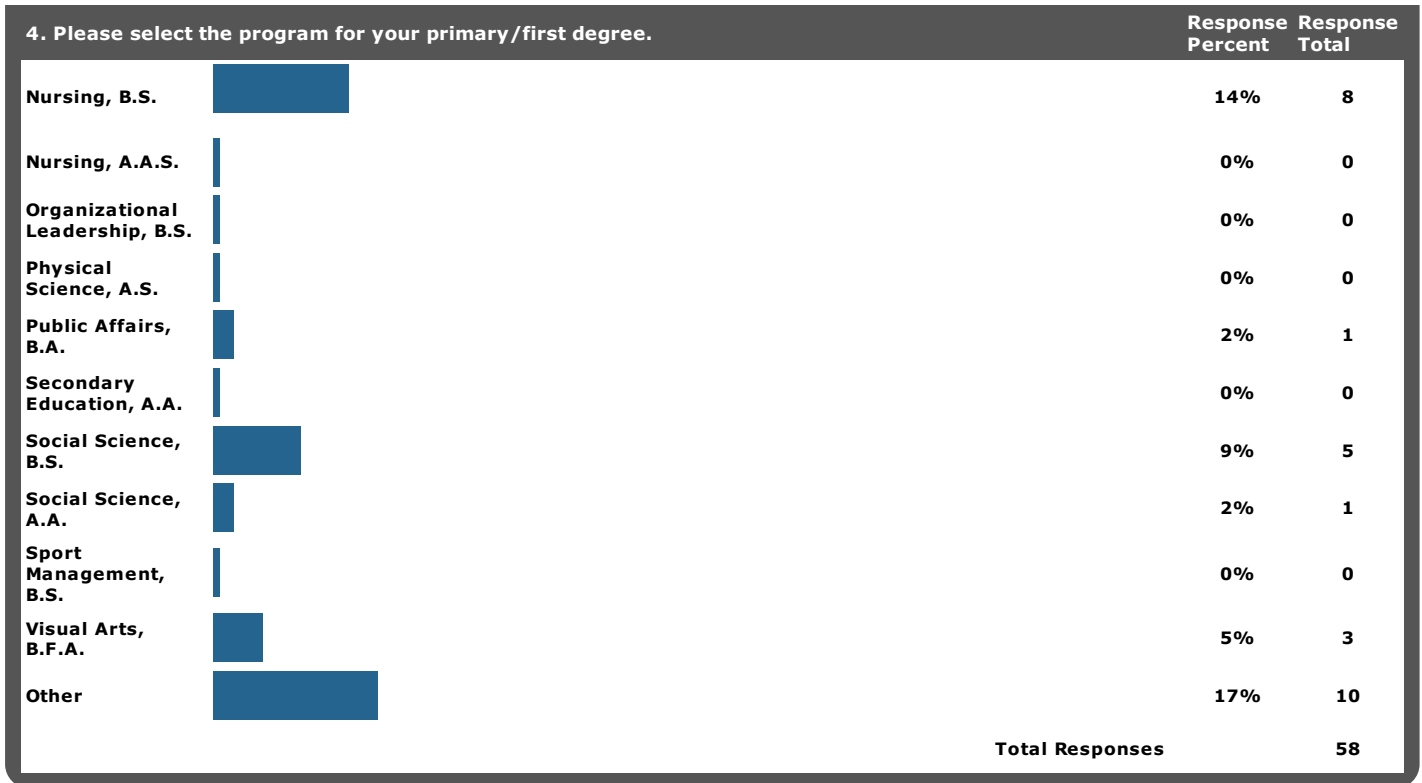 4. Please select the program for your primary/first degree.
Response Response
Percent Total
Nursing, B.S. 14% 8
Nursing, A.A.S. 0% 0
Organizational
Leadership, B.S. 0% 0
Physical
Science, A.S. 0% 0
Public Affairs,
B.A. 2% 1
Secondary
Education, A.A. 0% 0
Social Science,
B.S. 9% 5
Social Science,
A.A. 2% 1
Sport
Management,
B.S. 0% 0
Visual Arts,
B.F.A. 5% 3
Other 17% 10
Total Responses 58